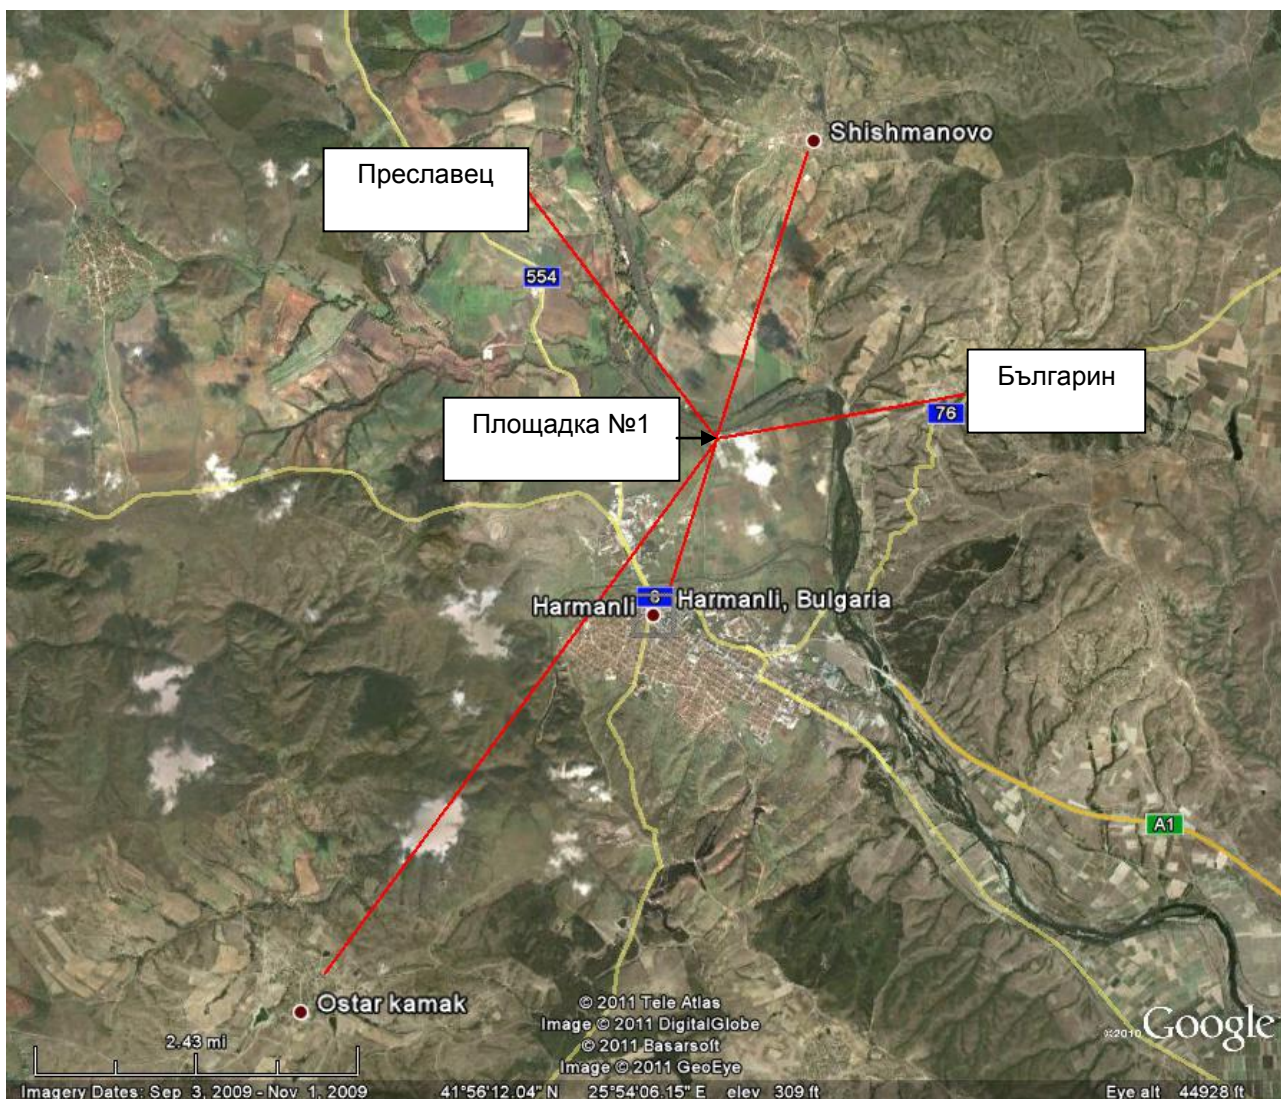 Shishmanovo
Преславец
554
Българин
76
Площадка №1
8
Harmanli
Harmanli, Bulgaria
A1
Ostar kamak
© 2011 Tele Atlas
Image © 2011 DigitalGlobe
© 2011 Basarsoft
Image © 2011 GeoEye
©2010 Google
2.43 mi
Imagery Dates: Sep 3, 2009 - Nov 1, 2009 41°56'12.04" N 25°54'06.15" E elev 309 ft Eye alt 44928 ft